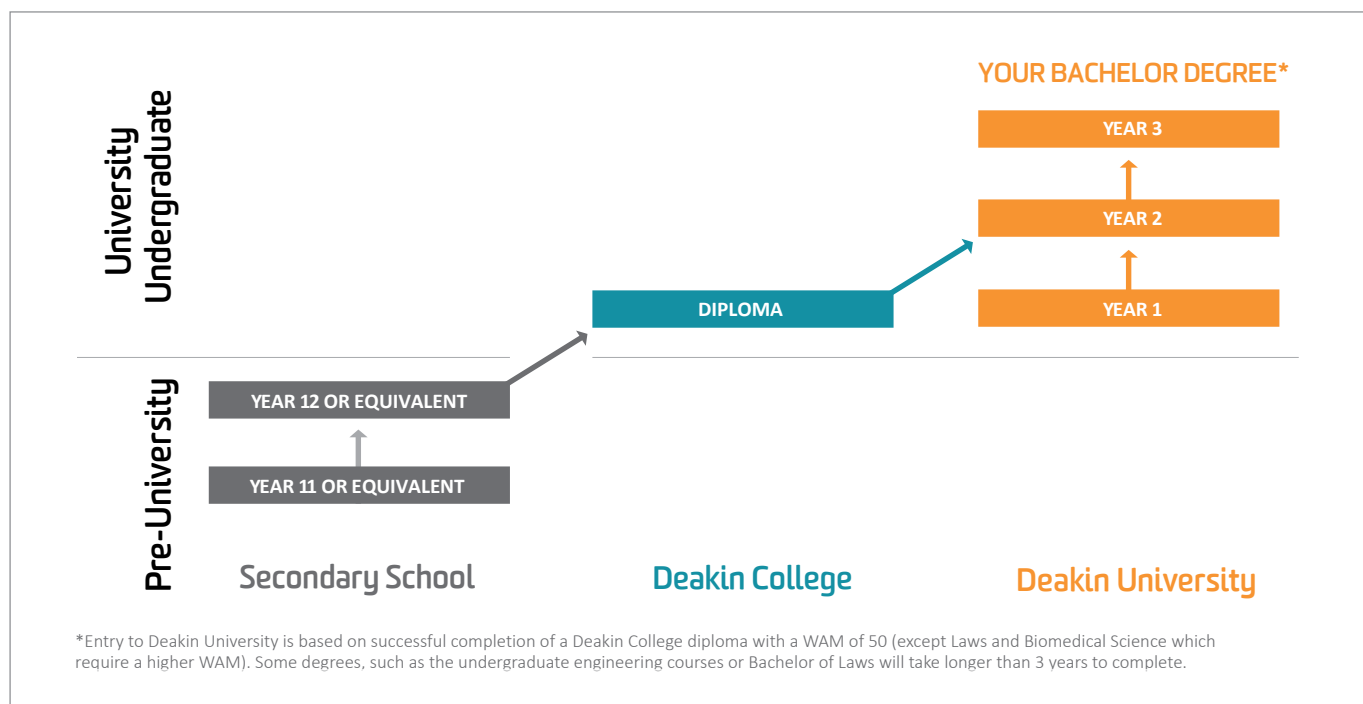 University
Undergraduate
YOUR BACHELOR DEGREE*
YEAR 3
YEAR 2
DIPLOMA
YEAR 1
Pre-University
YEAR 12 OR EQUIVALENT
YEAR 11 OR EQUIVALENT
Secondary School
Deakin College
Deakin University
*Entry to Deakin University is based on successful completion of a Deakin College diploma with a WAM of 50 (except Laws and Biomedical Science which
require a higher WAM). Some degrees, such as the undergraduate engineering courses or Bachelor of Laws will take longer than 3 years to complete.